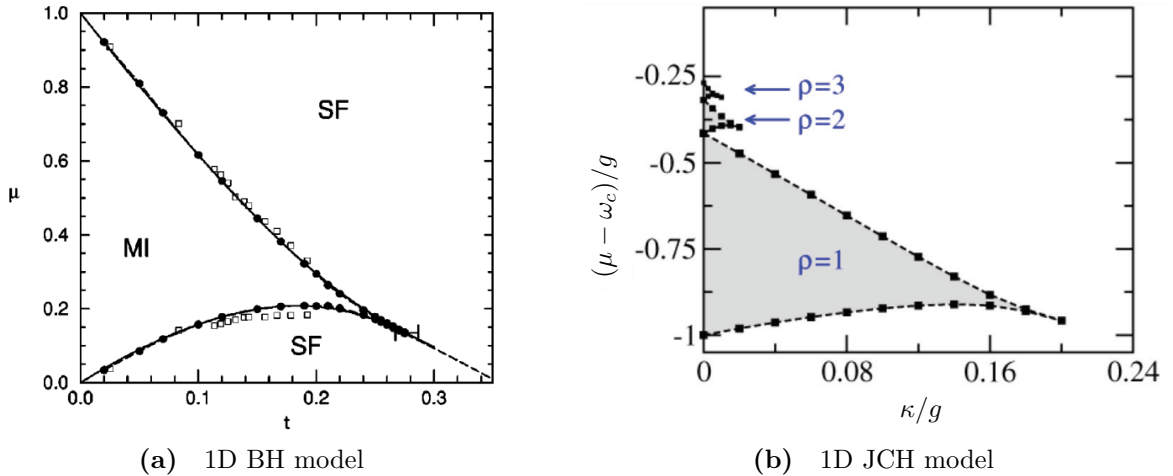 1.0
0.8
0.6
0.4
0.2
0.0
μ
SF
MI
SF
0.0 0.1 0.2 0.3
t
(a) 1D BH model
-0.25
-0.5
-0.75
-1
(μ − ω_c)/g
ρ=3
ρ=2
ρ=1
0 0.08 0.16 0.24
κ/g
(b) 1D JCH model